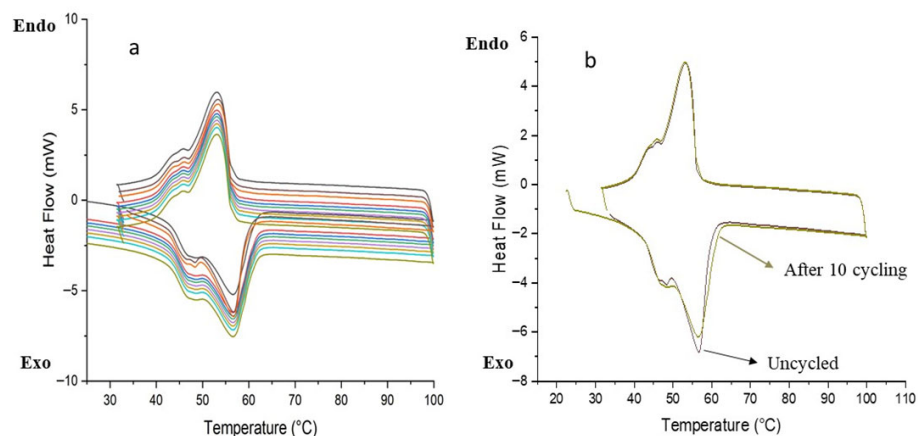 Endo
a
10
5
0
−5
−10
Heat Flow (mW)
Exo
30
40
50
60
70
80
90
100
Temperature (°C)
Endo
b
6
4
2
0
−2
−4
−6
−8
Heat Flow (mW)
After 10 cycling
Uncycled
Exo
20
30
40
50
60
70
80
90
100
110
Temperature (°C)